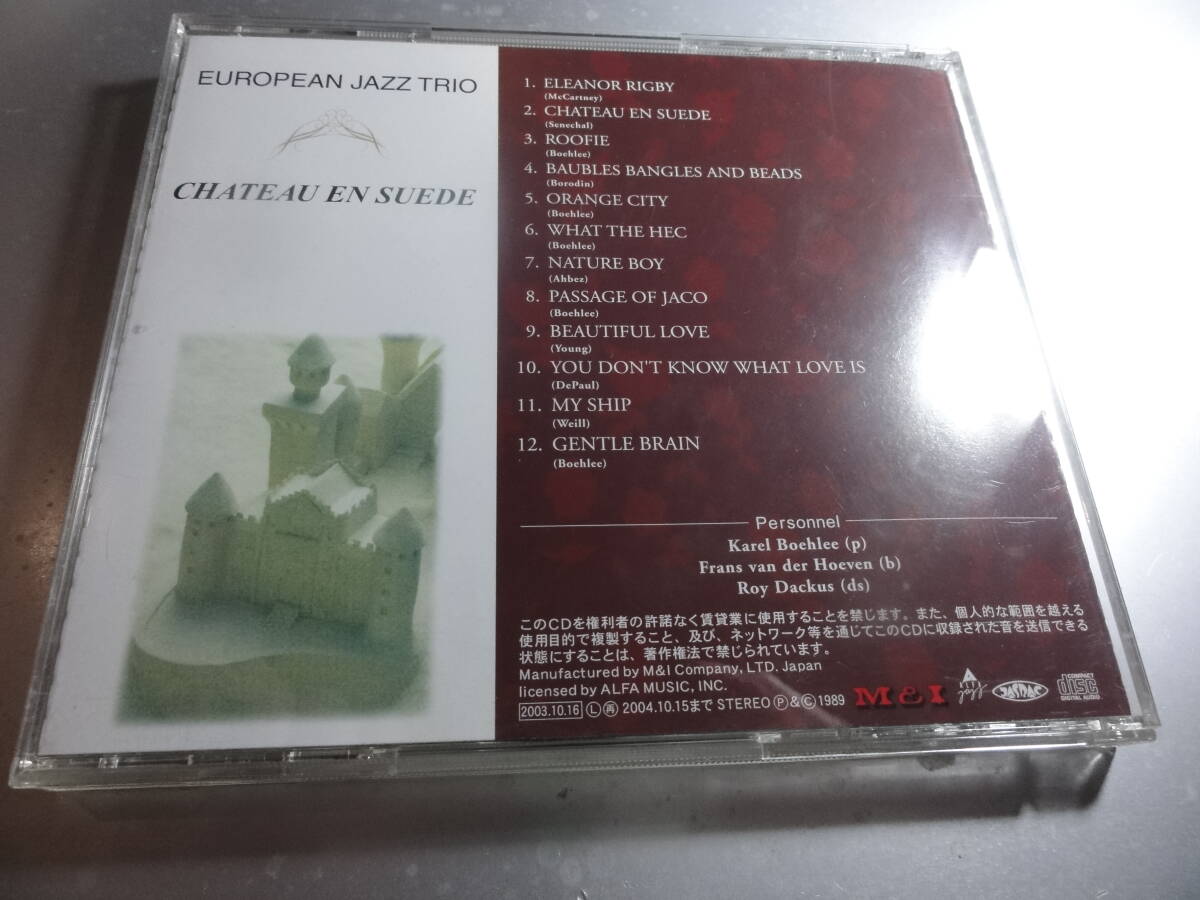 EUROPEAN JAZZ TRIO
CHATEAU EN SUEDE
1. ELEANOR RIGBY
(McCartney)
2. CHATEAU EN SUEDE
(Senechal)
3. ROOFIE
(Boehlee)
4. BAUBLES BANGLES AND BEADS
(Borodin)
5. ORANGE CITY
(Boehlee)
6. WHAT THE HEC
(Boehlee)
7. NATURE BOY
(Ahbez)
8. PASSAGE OF JACO
(Boehlee)
9. BEAUTIFUL LOVE
(Young)
10. YOU DON'T KNOW WHAT LOVE IS
(DePaul)
11. MY SHIP
(Weill)
12. GENTLE BRAIN
(Boehlee)
Personnel
Karel Boehlee (p)
Frans van der Hoeven (b)
Roy Dackus (ds)
このCDを権利者の許諾なく賃貸業に使用することを禁じます。また、個人的な範囲を越える
使用目的で複製すること、及び、ネットワーク等を通じてこのCDに収録された音を送信できる
状態にすることは、著作権法で禁じられています。
Manufactured by M&I Company, LTD. Japan
licensed by ALFA MUSIC, INC.
2003.10.16 Ⓛ㊢ 2004.10.15まで STEREO Ⓟ&Ⓒ 1989 M&I jazz JASRAC COMPACT disc DIGITAL AUDIO